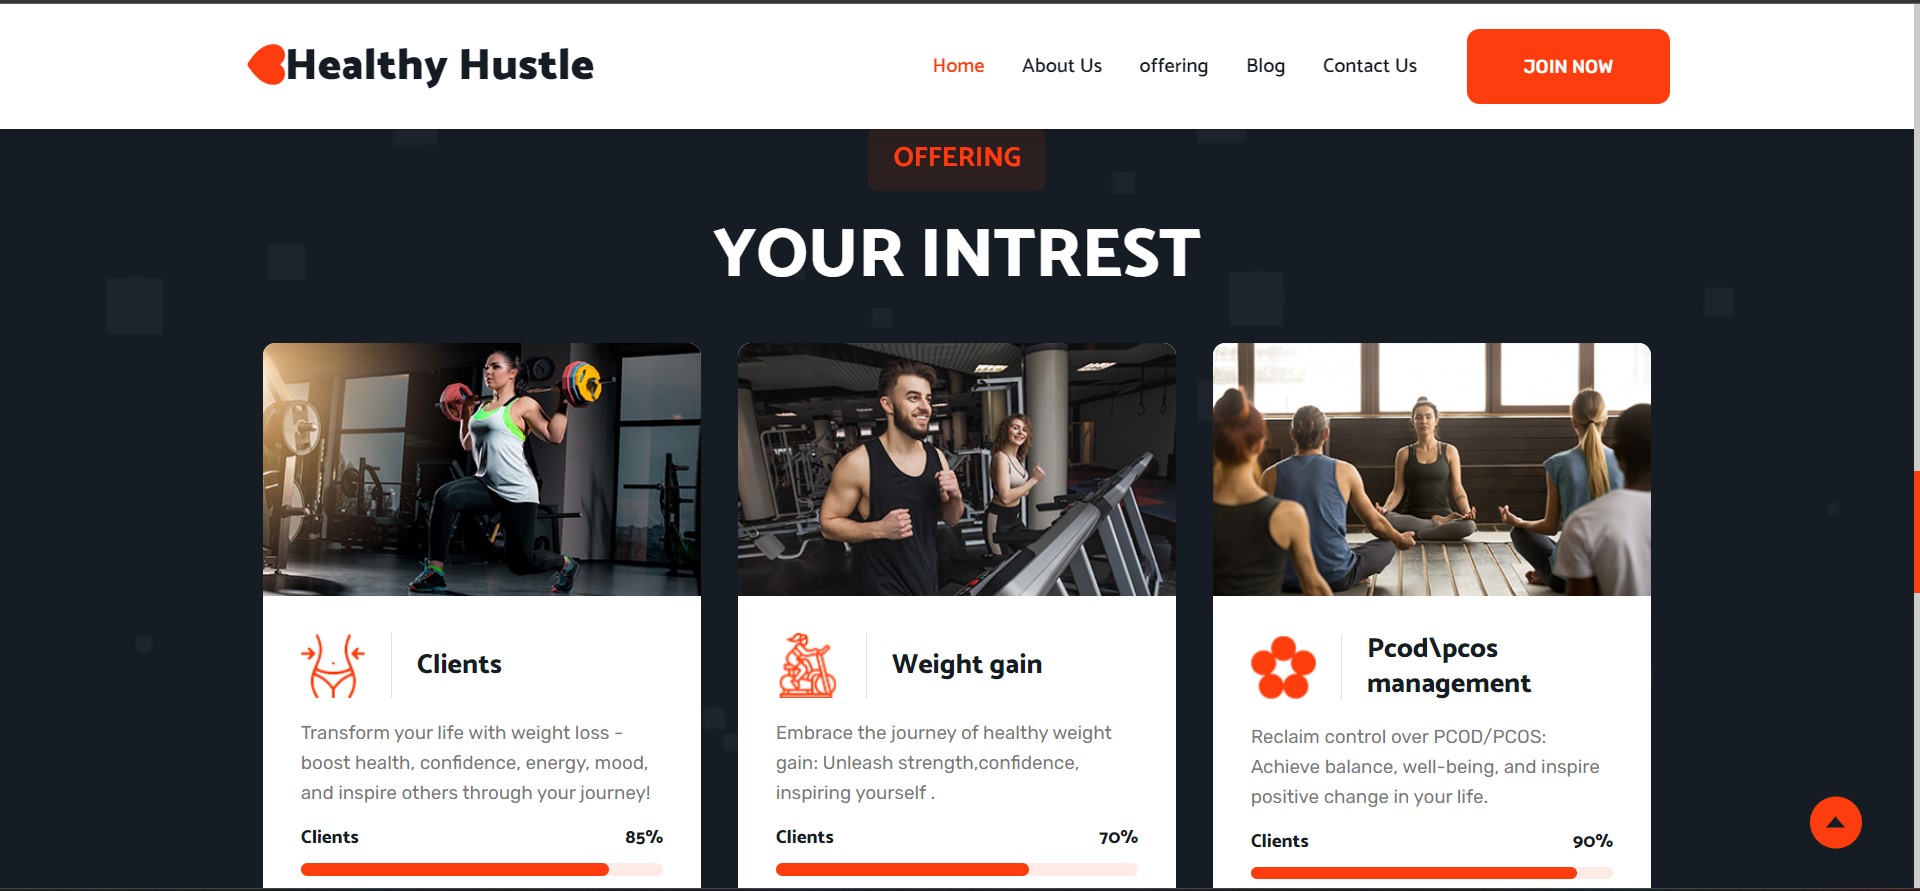 Healthy Hustle
Home About Us offering Blog Contact Us JOIN NOW
OFFERING
YOUR INTREST
Clients
Transform your life with weight loss -
boost health, confidence, energy, mood,
and inspire others through your journey!
Clients 85%
Weight gain
Embrace the journey of healthy weight
gain: Unleash strength,confidence,
inspiring yourself .
Clients 70%
Pcod\pcos
management
Reclaim control over PCOD/PCOS:
Achieve balance, well-being, and inspire
positive change in your life.
Clients 90%